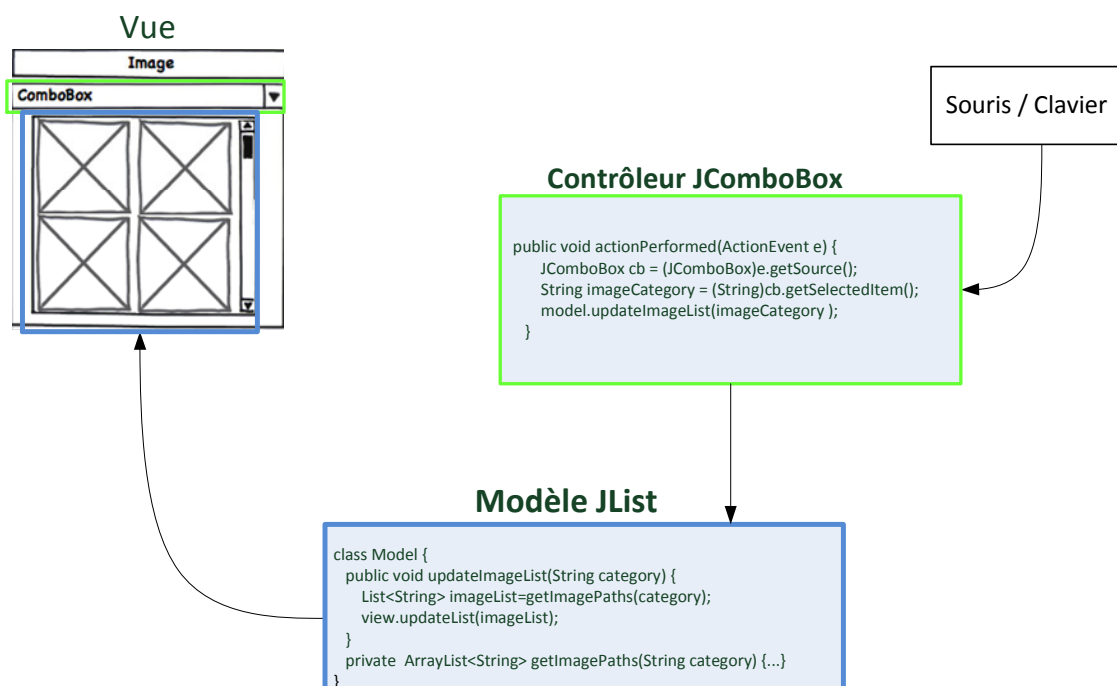 Vue
Image
ComboBox
Souris / Clavier
Contrôleur JComboBox
public void actionPerformed(ActionEvent e) {
JComboBox cb = (JComboBox)e.getSource();
String imageCategory = (String)cb.getSelectedItem();
model.updateImageList(imageCategory );
}
Modèle JList
class Model {
public void updateImageList(String category) {
List<String> imageList=getImagePaths(category);
view.updateList(imageList);
}
private  ArrayList<String> getImagePaths(String category) {...}
}